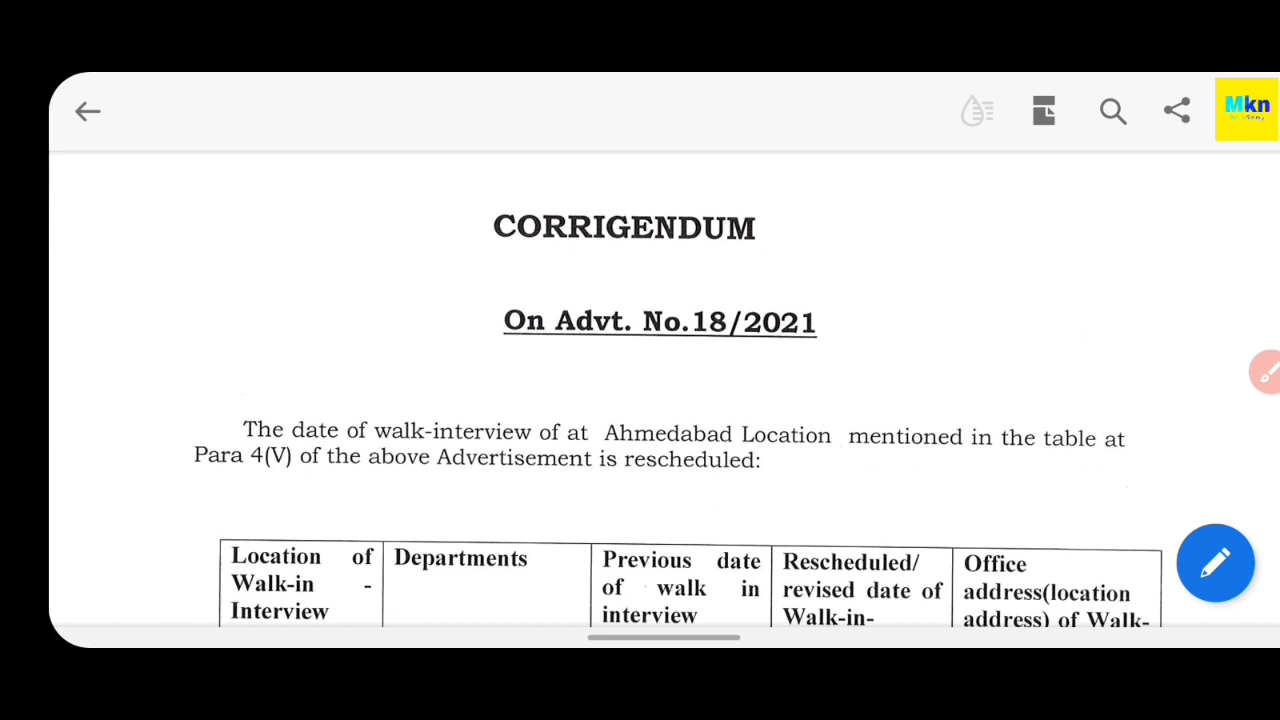 Mkn
CORRIGENDUM
On Advt. No.18/2021
The date of walk-interview of at Ahmedabad Location mentioned in the table at
Para 4(V) of the above Advertisement is rescheduled:
Location of
Walk-in -
Interview
Departments
Previous date
of walk in
interview
Rescheduled/
revised date of
Walk-in-
Office
address(location
address) of Walk-